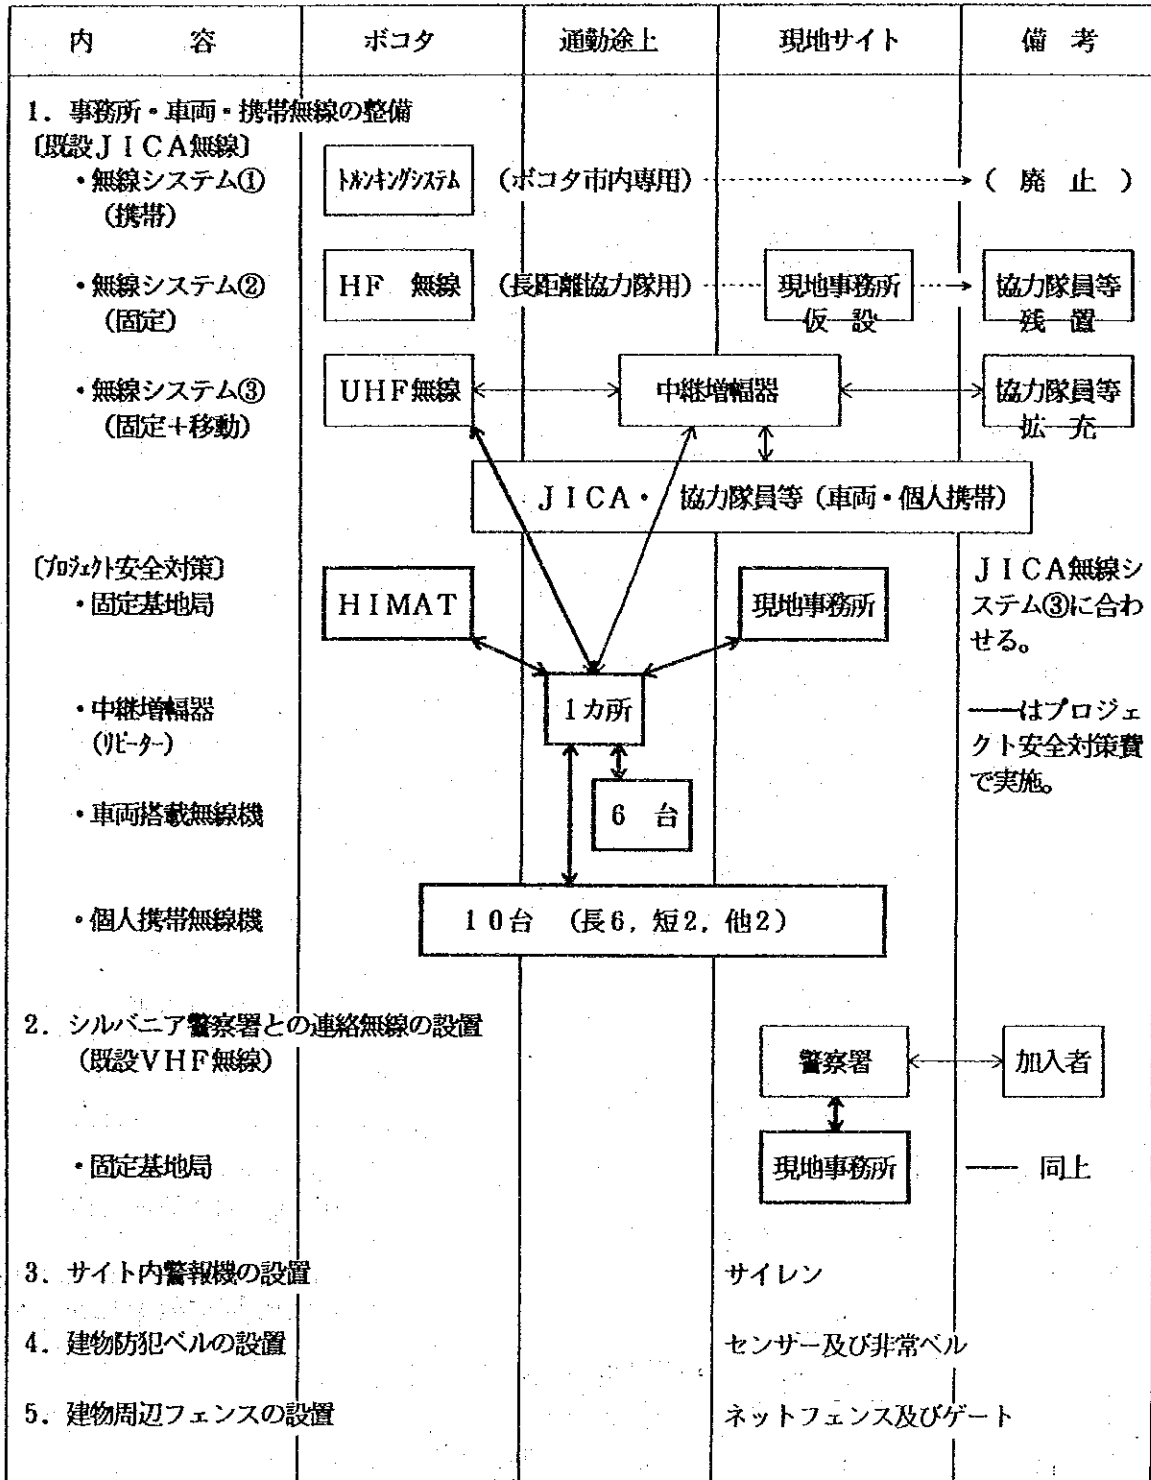 内　　容　ボコタ　通勤途上　現地サイト　備　考
1．事務所・車両・携帯無線の整備
〔既設ＪＩＣＡ無線〕
・無線システム①　ﾄﾙﾝｷﾝｸﾞｼｽﾃﾑ　(ボコタ市内専用)　(　廃　止　)
(携帯)
・無線システム②　ＨＦ　無線　(長距離協力隊用)　現地事務所　協力隊員等
(固定)　仮　設　残　置
・無線システム③　ＵＨＦ無線　中継増幅器　協力隊員等
(固定＋移動)　拡　充
ＪＩＣＡ・　協力隊員等（車両・個人携帯）
〔ﾌﾟﾛｼﾞｪｸﾄ安全対策〕　ＪＩＣＡ無線シ
・固定基地局　ＨＩＭＡＴ　現地事務所　ステム③に合わ
せる。
・中継増幅器　1カ所　――はプロジェ
(ﾘﾋﾟｰﾀｰ)　クト安全対策費
で実施。
・車両搭載無線機　6　台
・個人携帯無線機　１０台　（長6，短2，他2）
2．シルバニア警察署との連絡無線の設置
(既設ＶＨＦ無線)　警察署　加入者
・固定基地局　現地事務所　――　同上
3．サイト内警報機の設置　サイレン
4．建物防犯ベルの設置　センサー及び非常ベル
5．建物周辺フェンスの設置　ネットフェンス及びゲート